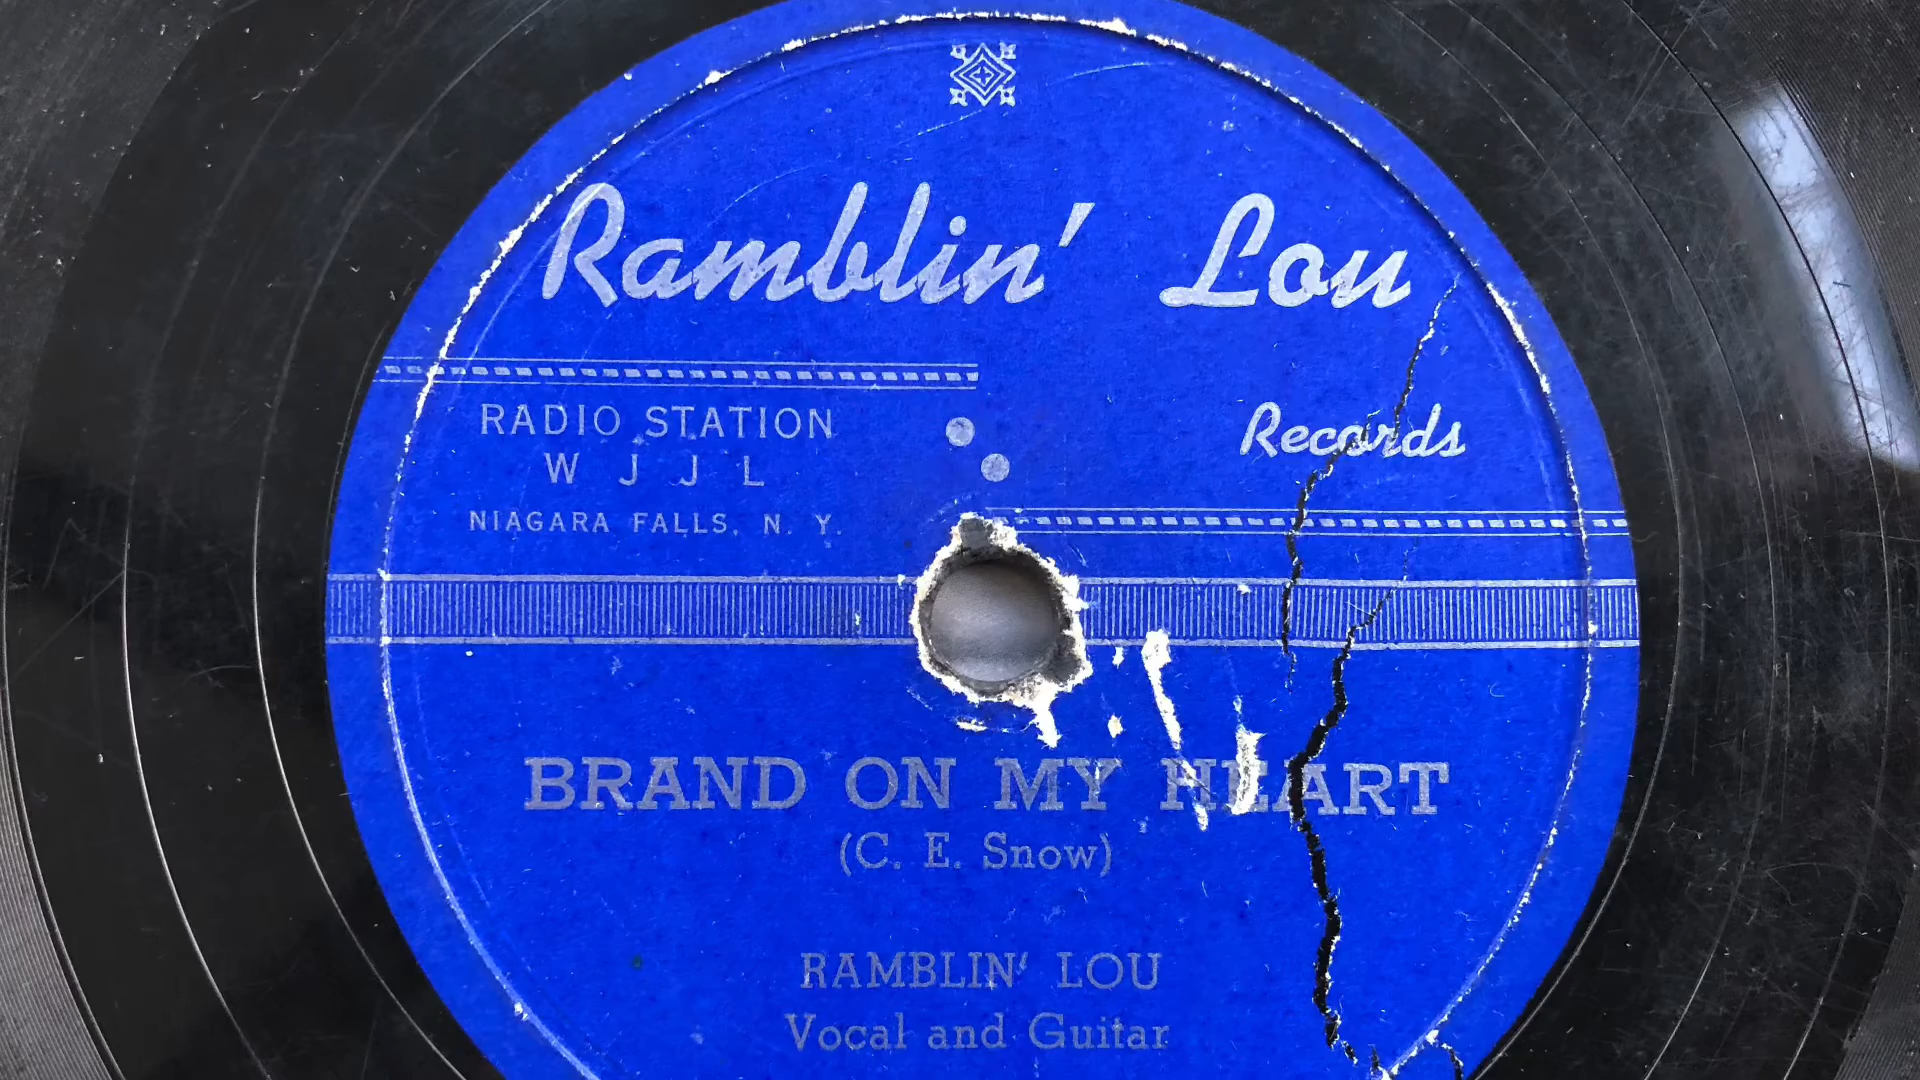 Ramblin' Lou
Records
RADIO STATION
W J J L
NIAGARA FALLS, N. Y.
BRAND ON MY HEART
(C. E. Snow)
RAMBLIN' LOU
Vocal and Guitar